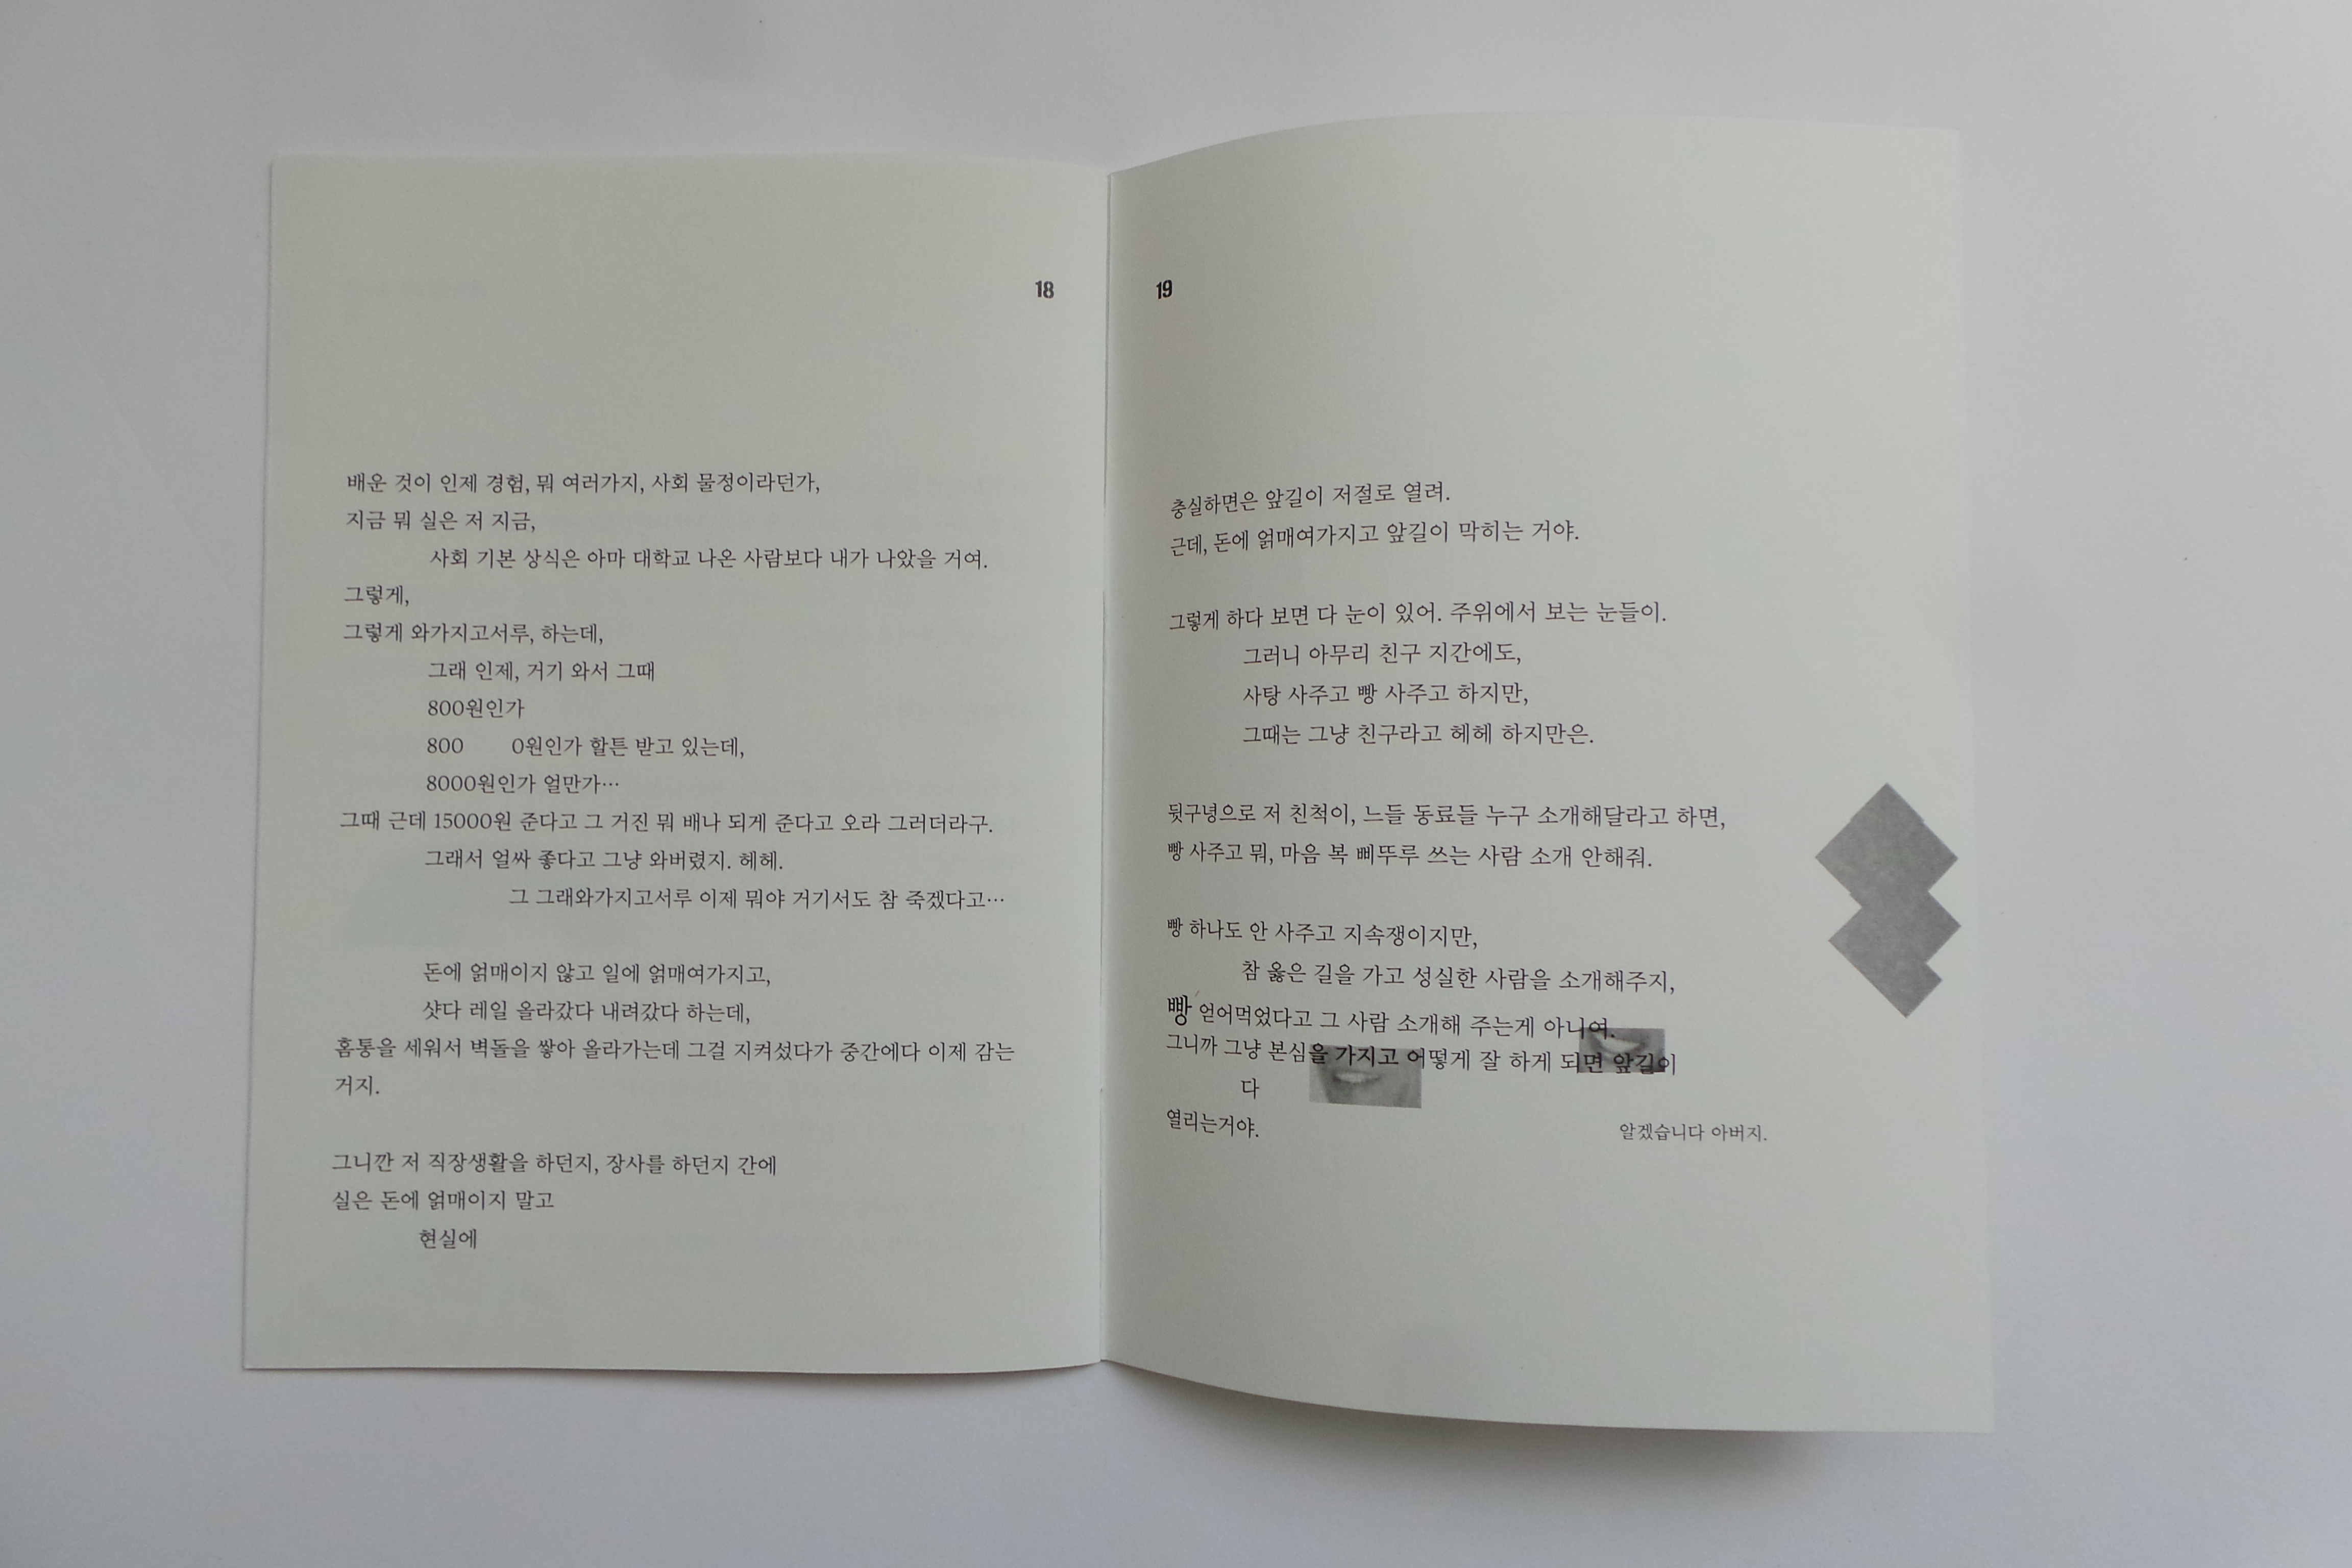 18
배운 것이 인제 경험, 뭐 여러가지, 사회 물정이라던가,
지금 뭐 실은 저 지금,
사회 기본 상식은 아마 대학교 나온 사람보다 내가 나았을 거여.
그렇게,
그렇게 와가지고서루, 하는데,
그래 인제, 거기 와서 그때
800원인가
800 0원인가 할튼 받고 있는데,
8000원인가 얼만가…
그때 근데 15000원 준다고 그 거진 뭐 배나 되게 준다고 오라 그러더라구.
그래서 얼싸 좋다고 그냥 와버렸지. 헤헤.
그 그래와가지고서루 이제 뭐야 거기서도 참 죽겠다고…
돈에 얽매이지 않고 일에 얽매여가지고,
샷다 레일 올라갔다 내려갔다 하는데,
홈통을 세워서 벽돌을 쌓아 올라가는데 그걸 지켜섰다가 중간에다 이제 감는
거지.
그니깐 저 직장생활을 하던지, 장사를 하던지 간에
실은 돈에 얽매이지 말고
현실에
19
충실하면은 앞길이 저절로 열려.
근데, 돈에 얽매여가지고 앞길이 막히는 거야.
그렇게 하다 보면 다 눈이 있어. 주위에서 보는 눈들이.
그러니 아무리 친구 지간에도,
사탕 사주고 빵 사주고 하지만,
그때는 그냥 친구라고 헤헤 하지만은.
뒷구녕으로 저 친척이, 느들 동료들 누구 소개해달라고 하면,
빵 사주고 뭐, 마음 복 삐뚜루 쓰는 사람 소개 안해줘.
빵 하나도 안 사주고 지속쟁이지만,
참 옳은 길을 가고 성실한 사람을 소개해주지,
빵 얻어먹었다고 그 사람 소개해 주는게 아니여.
그니까 그냥 본심을 가지고 어떻게 잘 하게 되면 앞길이
다
열리는거야.
알겠습니다 아버지.